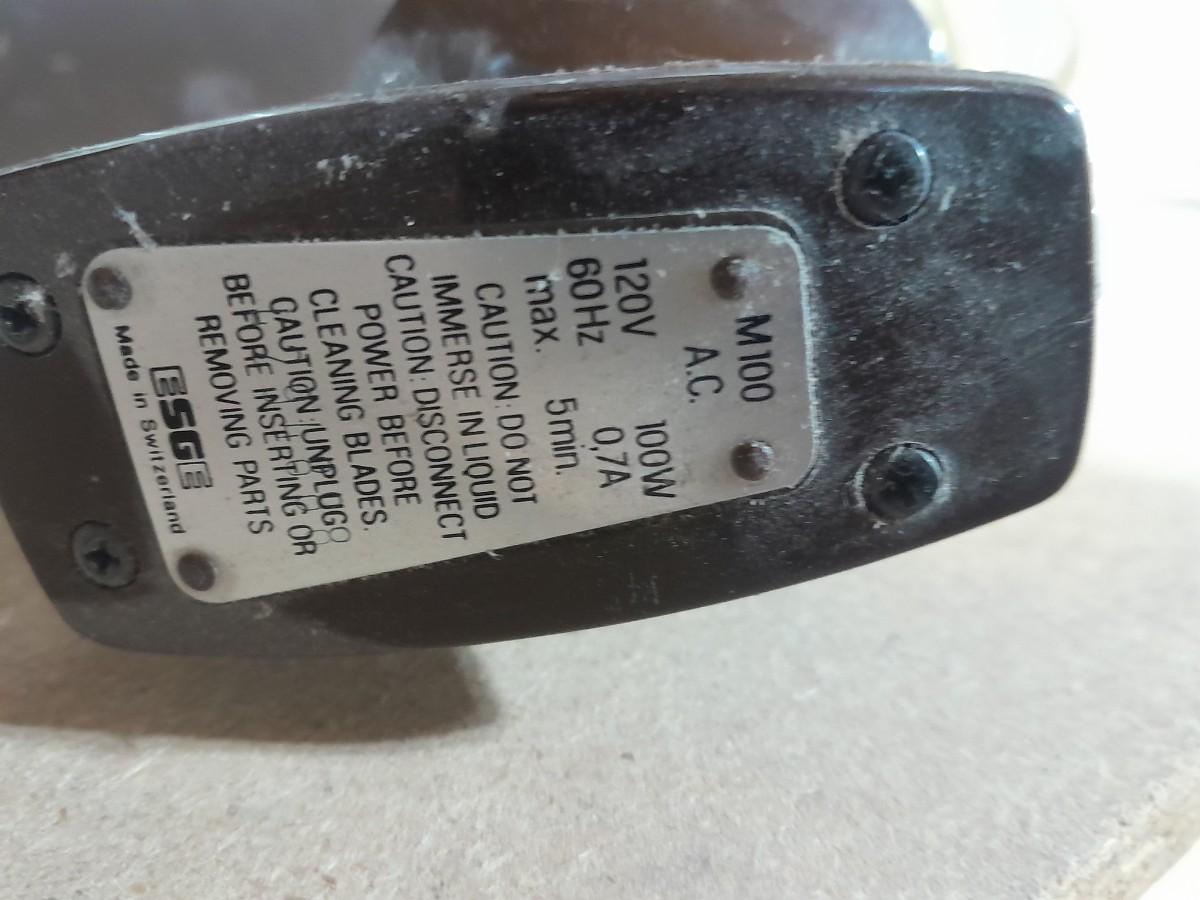 M100
A.C.
120V 100W
60Hz 0,7A
max. 5min.
CAUTION: DO NOT
IMMERSE IN LIQUID
CAUTION: DISCONNECT
POWER BEFORE
CLEANING BLADES.
CAUTION: UNPLUG
BEFORE INSERTING OR
REMOVING PARTS
ESGE
Made in Switzerland